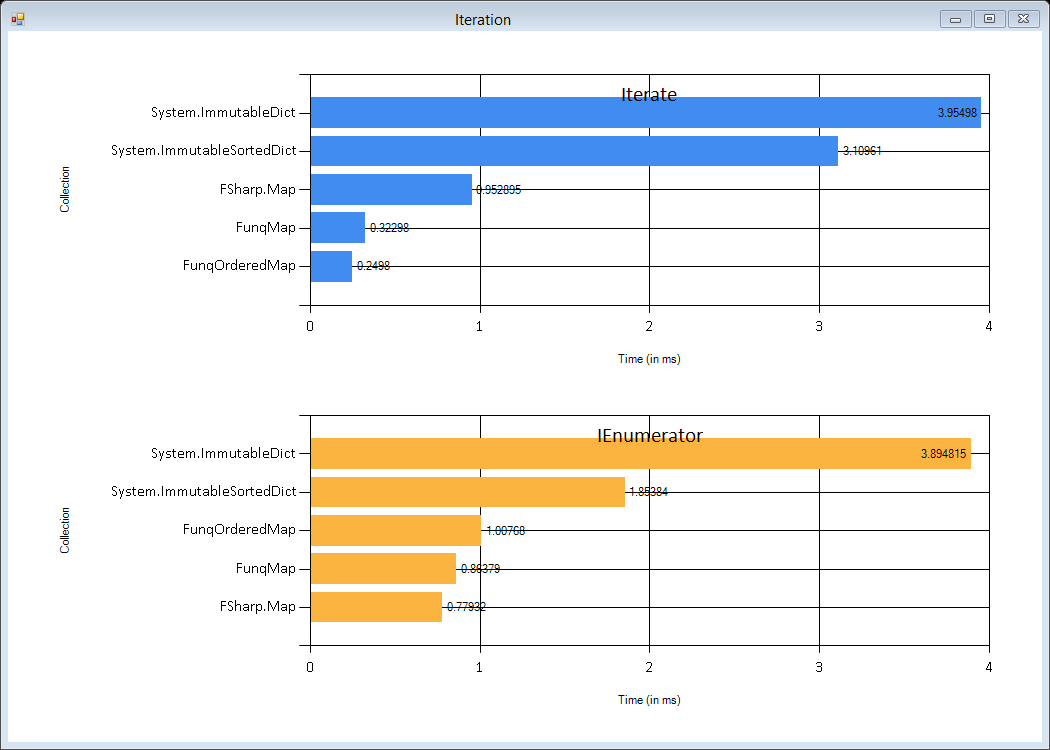 Iteration
Iterate
System.ImmutableDict
3.95498
System.ImmutableSortedDict
3.10961
FSharp.Map
0.952895
FunqMap
0.32298
FunqOrderedMap
0.2498
Collection
0 1 2 3 4
Time (in ms)
IEnumerator
System.ImmutableDict
3.894815
System.ImmutableSortedDict
1.85384
FunqOrderedMap
1.00768
FunqMap
0.86379
FSharp.Map
0.77932
Collection
0 1 2 3 4
Time (in ms)